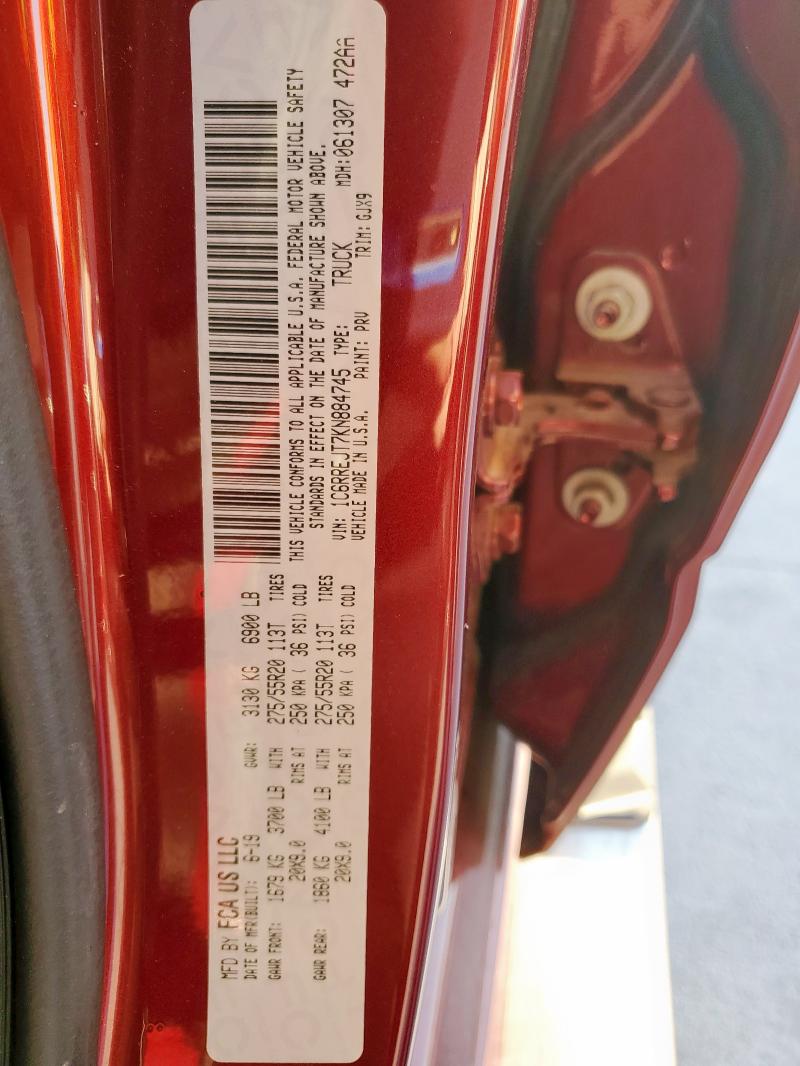 MFD BY FCA US LLC
DATE OF MFR(BUILT): 6-19 GVWR: 3130 KG 6900 LB
GAWR FRONT: 1679 KG 3700 LB WITH 275/55R20 113T TIRES
20X9.0 RIMS AT 250 KPA ( 36 PSI) COLD
GAWR REAR: 1860 KG 4100 LB WITH 275/55R20 113T TIRES
20X9.0 RIMS AT 250 KPA ( 36 PSI) COLD
THIS VEHICLE CONFORMS TO ALL APPLICABLE U.S.A. FEDERAL MOTOR VEHICLE SAFETY
STANDARDS IN EFFECT ON THE DATE OF MANUFACTURE SHOWN ABOVE.
VIN: 1C6RREJT7KN884745 TYPE: TRUCK MDH:061307 472AA
VEHICLE MADE IN U.S.A. PAINT: PRV TRIM: GJX9